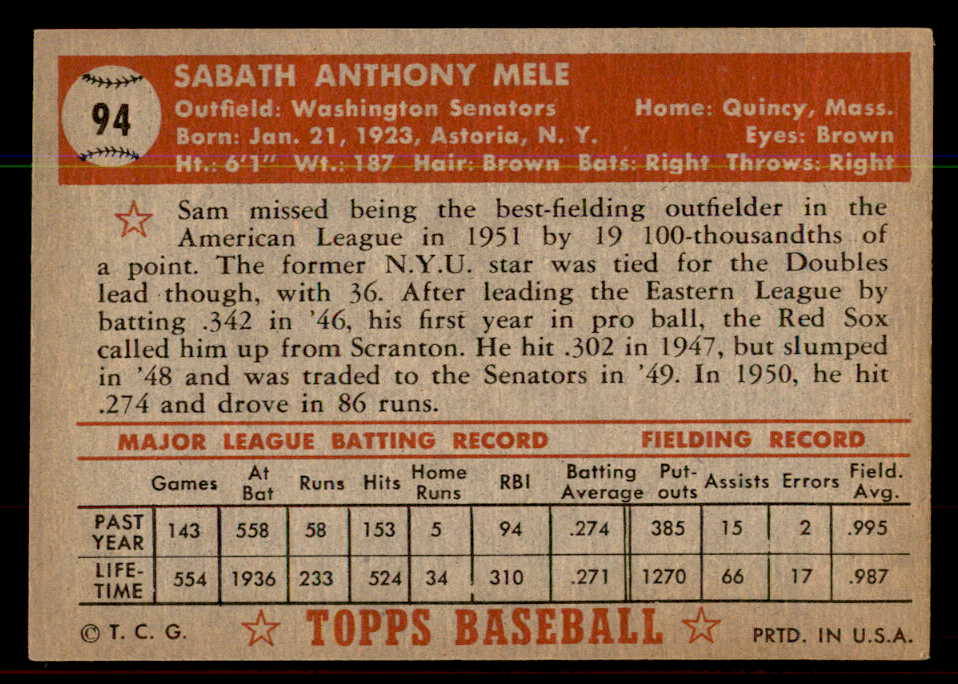 94
SABATH ANTHONY MELE
Outfield: Washington Senators Home: Quincy, Mass.
Born: Jan. 21, 1923, Astoria, N. Y. Eyes: Brown
Ht.: 6'1" Wt.: 187 Hair: Brown Bats: Right Throws: Right
Sam missed being the best-fielding outfielder in the
American League in 1951 by 19 100-thousandths of
a point. The former N.Y.U. star was tied for the Doubles
lead though, with 36. After leading the Eastern League by
batting .342 in '46, his first year in pro ball, the Red Sox
called him up from Scranton. He hit .302 in 1947, but slumped
in '48 and was traded to the Senators in '49. In 1950, he hit
.274 and drove in 86 runs.
MAJOR LEAGUE BATTING RECORD FIELDING RECORD
Games At Bat Runs Hits Home Runs RBI Batting Average Put-outs Assists Errors Field. Avg.
PAST YEAR 143 558 58 153 5 94 .274 385 15 2 .995
LIFE-TIME 554 1936 233 524 34 310 .271 1270 66 17 .987
© T. C. G. TOPPS BASEBALL PRTD. IN U.S.A.